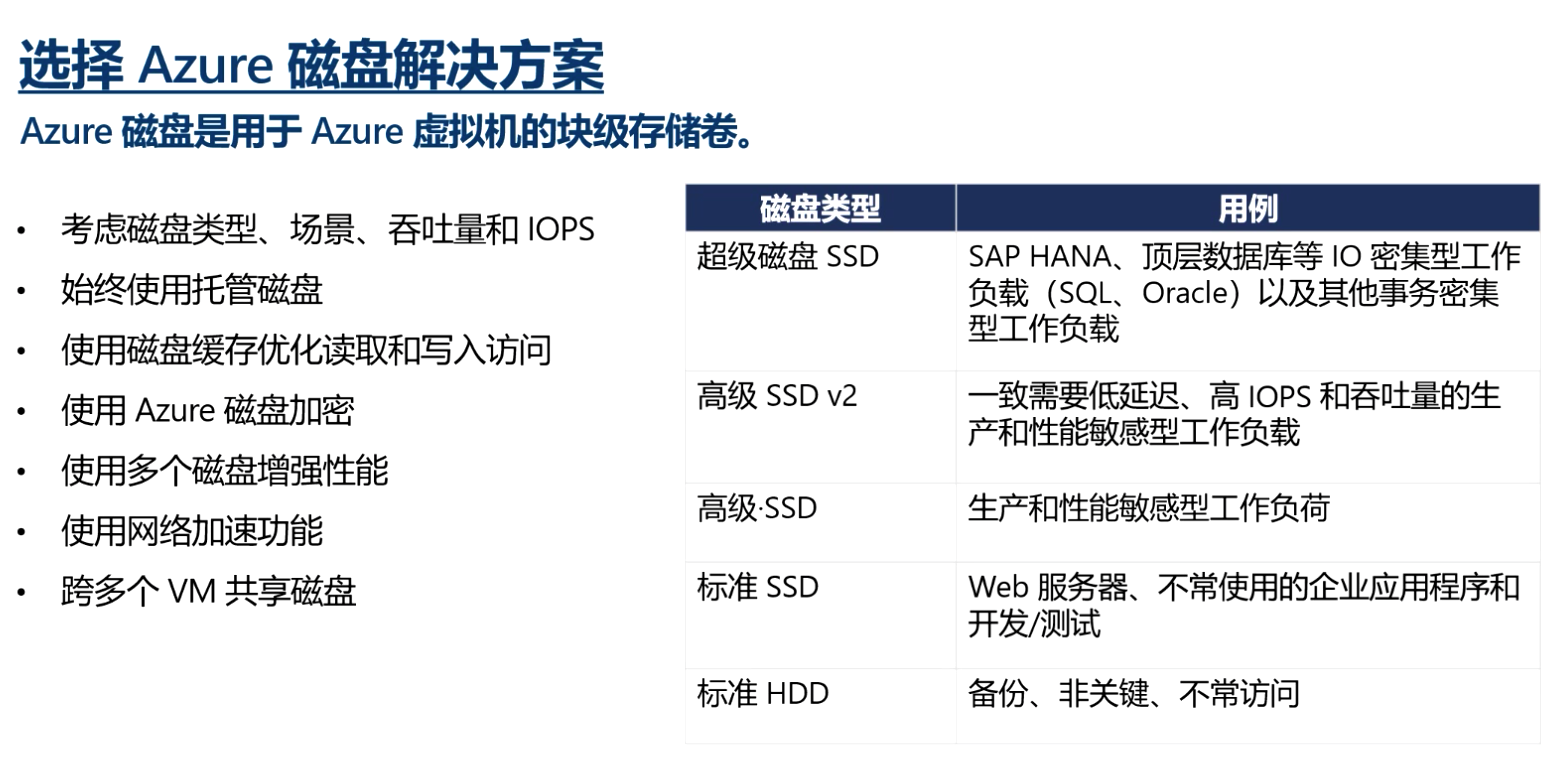 选择 Azure 磁盘解决方案
Azure 磁盘是用于 Azure 虚拟机的块级存储卷。
• 考虑磁盘类型、场景、吞吐量和 IOPS
• 始终使用托管磁盘
• 使用磁盘缓存优化读取和写入访问
• 使用 Azure 磁盘加密
• 使用多个磁盘增强性能
• 使用网络加速功能
• 跨多个 VM 共享磁盘
磁盘类型 用例
超级磁盘 SSD
SAP HANA、顶层数据库等 IO 密集型工作
负载（SQL、Oracle）以及其他事务密集
型工作负载
高级 SSD v2
一致需要低延迟、高 IOPS 和吞吐量的生
产和性能敏感型工作负载
高级·SSD
生产和性能敏感型工作负荷
标准 SSD
Web 服务器、不常使用的企业应用程序和
开发/测试
标准 HDD
备份、非关键、不常访问